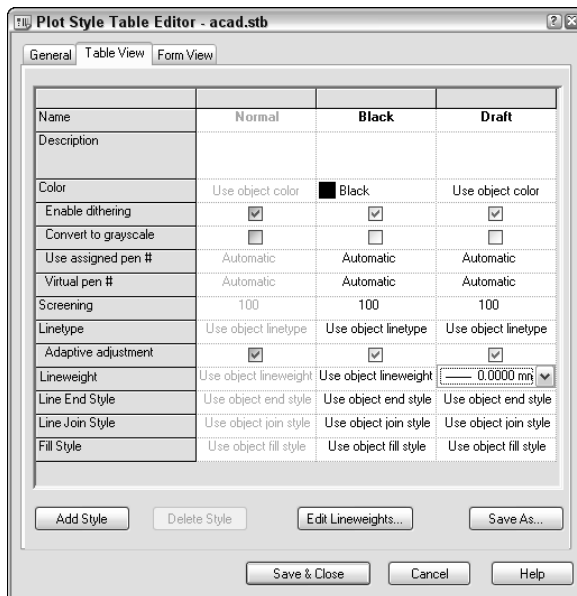 Plot Style Table Editor - acad.stb
General Table View Form View
Name Normal Black Draft
Description
Color Use object color Black Use object color
Enable dithering
Convert to grayscale
Use assigned pen # Automatic Automatic Automatic
Virtual pen # Automatic Automatic Automatic
Screening 100 100 100
Linetype Use object linetype Use object linetype Use object linetype
Adaptive adjustment
Lineweight Use object lineweight Use object lineweight 0.0000 mm
Line End Style Use object end style Use object end style Use object end style
Line Join Style Use object join style Use object join style Use object join style
Fill Style Use object fill style Use object fill style Use object fill style
Add Style Delete Style Edit Lineweights... Save As...
Save & Close Cancel Help